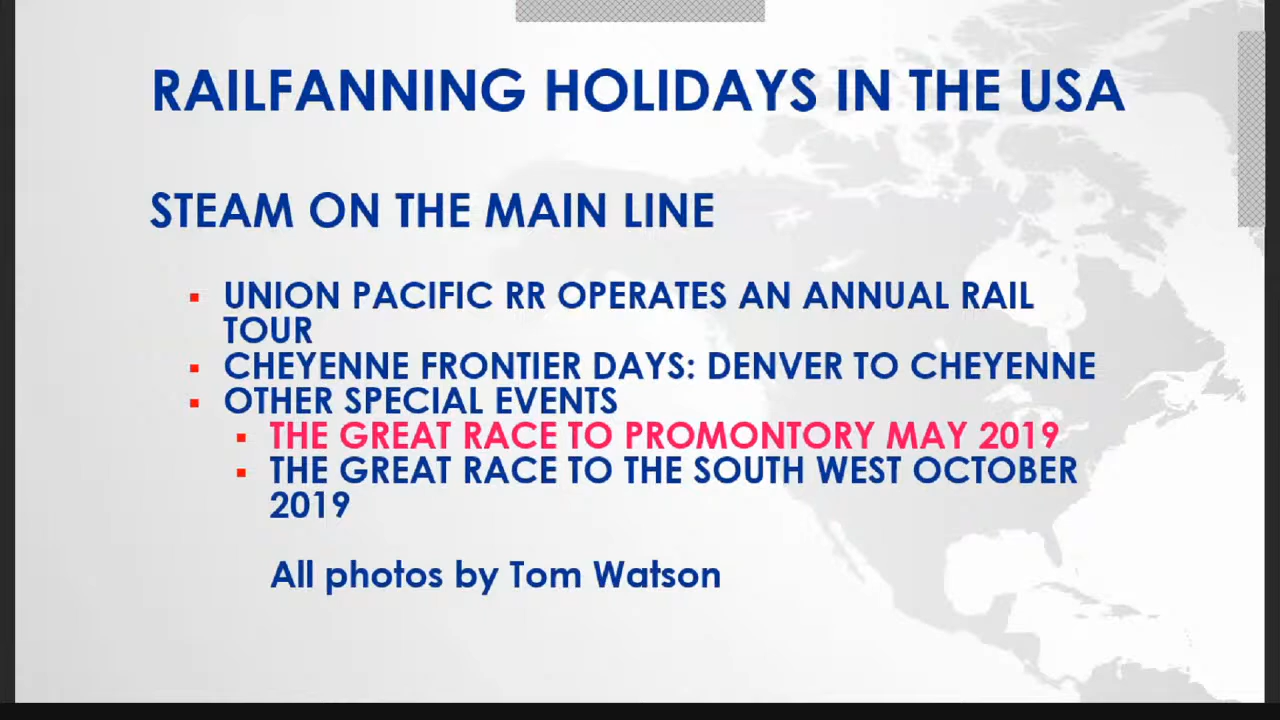 RAILFANNING HOLIDAYS IN THE USA
STEAM ON THE MAIN LINE
▪ UNION PACIFIC RR OPERATES AN ANNUAL RAIL
TOUR
▪ CHEYENNE FRONTIER DAYS: DENVER TO CHEYENNE
▪ OTHER SPECIAL EVENTS
▪ THE GREAT RACE TO PROMONTORY MAY 2019
▪ THE GREAT RACE TO THE SOUTH WEST OCTOBER
2019
All photos by Tom Watson